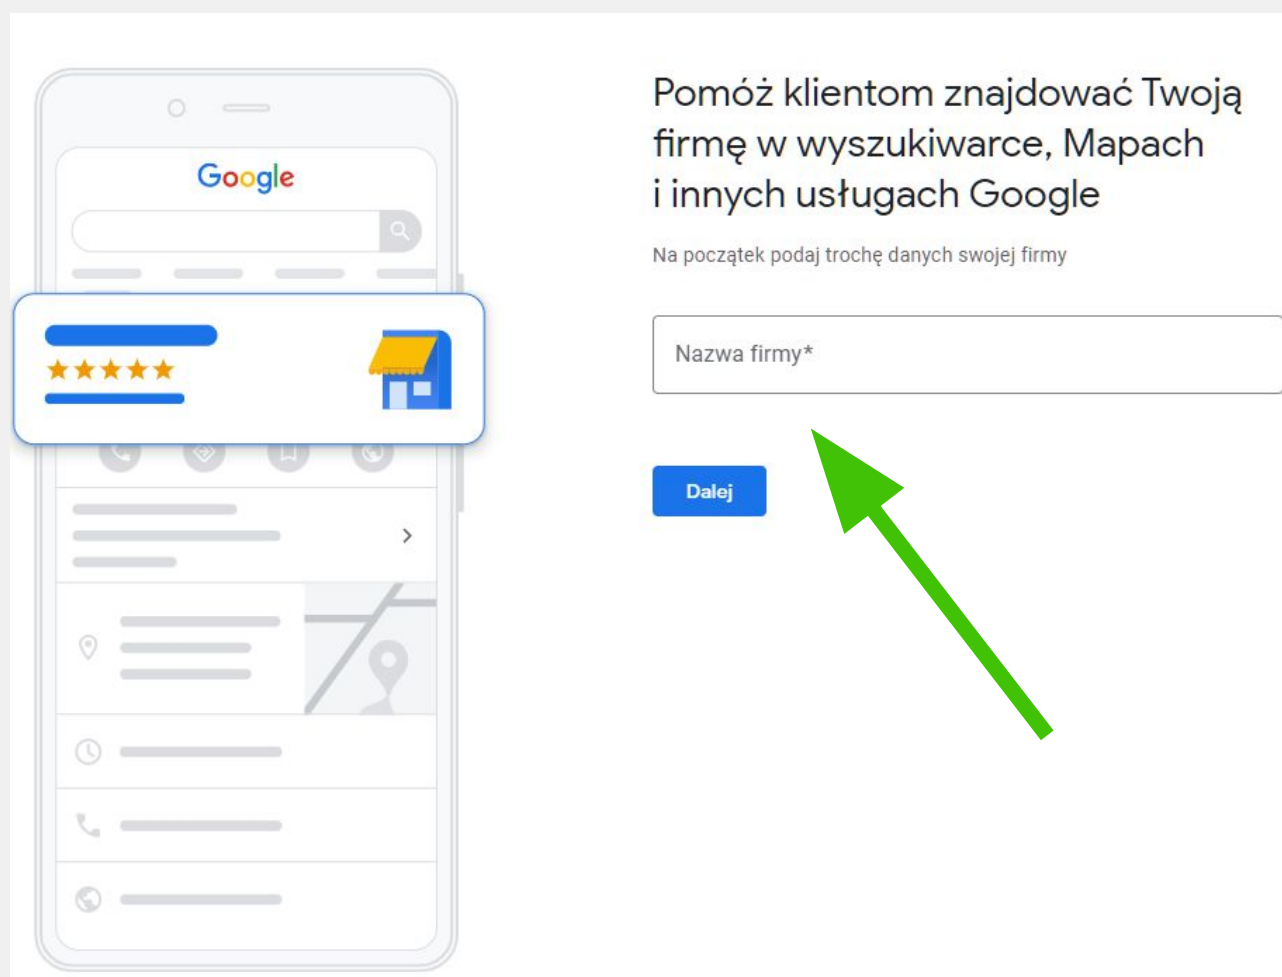 Google
Pomóż klientom znajdować Twoją
firmę w wyszukiwarce, Mapach
i innych usługach Google
Na początek podaj trochę danych swojej firmy
Nazwa firmy*
Dalej